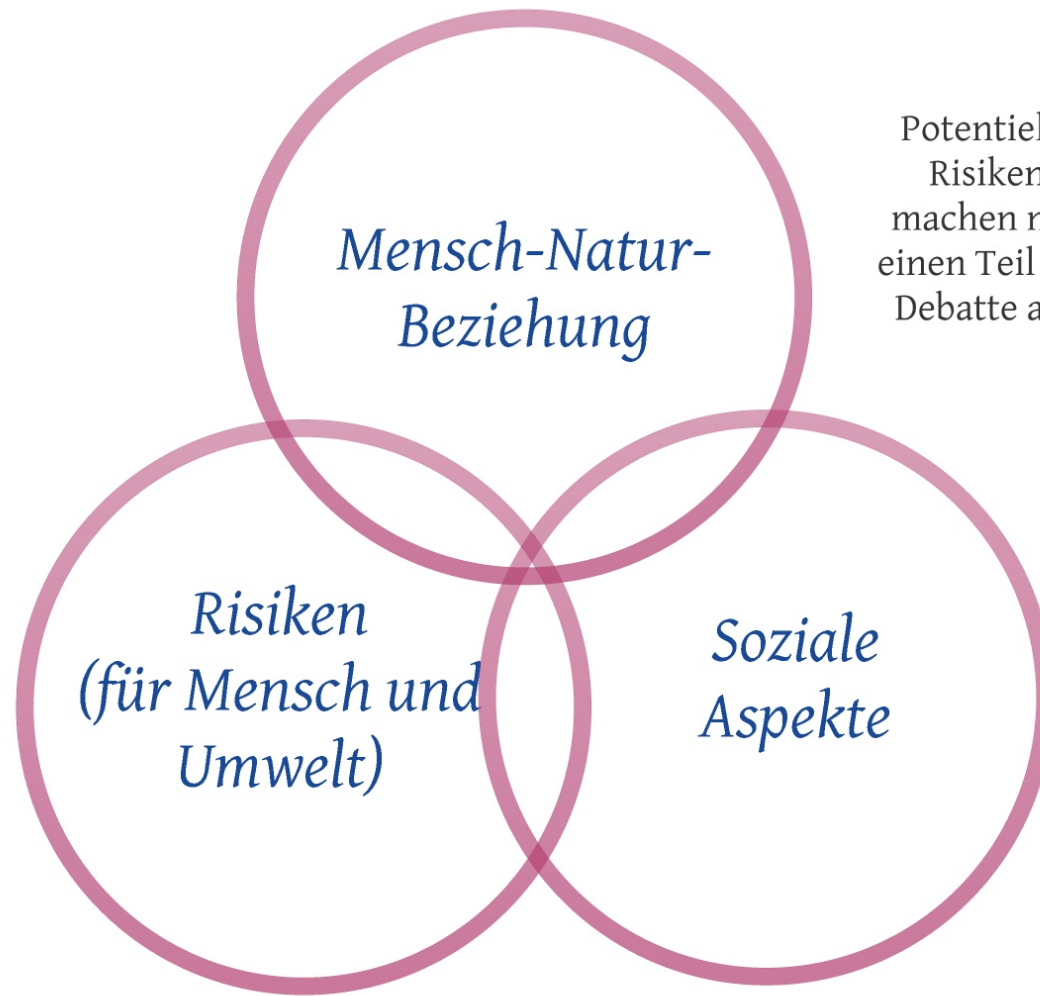 Mensch-Natur-
Beziehung
Risiken
machen
einen Teil
Debatte
Risiken
(für Mensch und
Umwelt)
Soziale
Aspekte